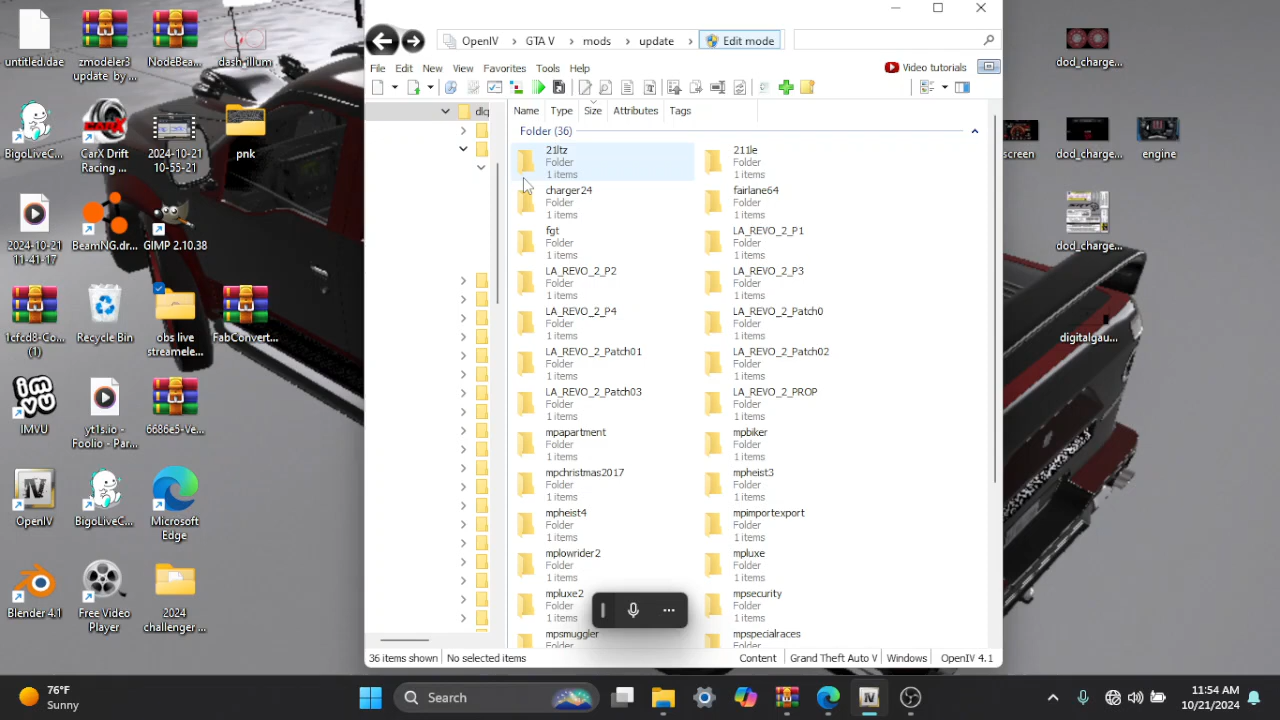 untitled.dae
zmodeler3 update_by_...
NodeBea...
dash_illum
BigoLiveC...
CarX Drift Racing ...
2024-10-21 10-55-21
pnk
2024-10-21 11-41-17
BeamNG.dr...
GIMP 2.10.38
1cfcd8-Co... (1)
Recycle Bin
obs live streamele...
FabConvert...
IMVU
yt1s.io - Foolio - Par...
6686e5-Ve...
OpenIV
BigoLiveC...
Microsoft Edge
Blender4.1
Free Video Player
2024 challenger ...
OpenIV
GTA V
mods
update
Edit mode
File
Edit
New
View
Favorites
Tools
Help
Video tutorials
Name
Type
Size
Attributes
Tags
Folder (36)
21ltz
Folder
1 items
211le
Folder
1 items
charger24
Folder
1 items
fairlane64
Folder
1 items
fgt
Folder
1 items
LA_REVO_2_P1
Folder
1 items
LA_REVO_2_P2
Folder
1 items
LA_REVO_2_P3
Folder
1 items
LA_REVO_2_P4
Folder
1 items
LA_REVO_2_Patch0
Folder
1 items
LA_REVO_2_Patch01
Folder
1 items
LA_REVO_2_Patch02
Folder
1 items
LA_REVO_2_Patch03
Folder
1 items
LA_REVO_2_PROP
Folder
1 items
mpapartment
Folder
1 items
mpbiker
Folder
1 items
mpchristmas2017
Folder
1 items
mpheist3
Folder
1 items
mpheist4
Folder
1 items
mpimportexport
Folder
1 items
mplowrider2
Folder
1 items
mpluxe
Folder
1 items
mpluxe2
Folder
1 items
mpsecurity
Folder
1 items
mpsmuggler
Folder
mpspecialraces
Folder
36 items shown
No selected items
Content
Grand Theft Auto V
Windows
OpenIV 4.1
dod_charge...
screen
dod_charge...
engine
dod_charge...
digitalgau...
76°F
Sunny
Search
11:54 AM
10/21/2024